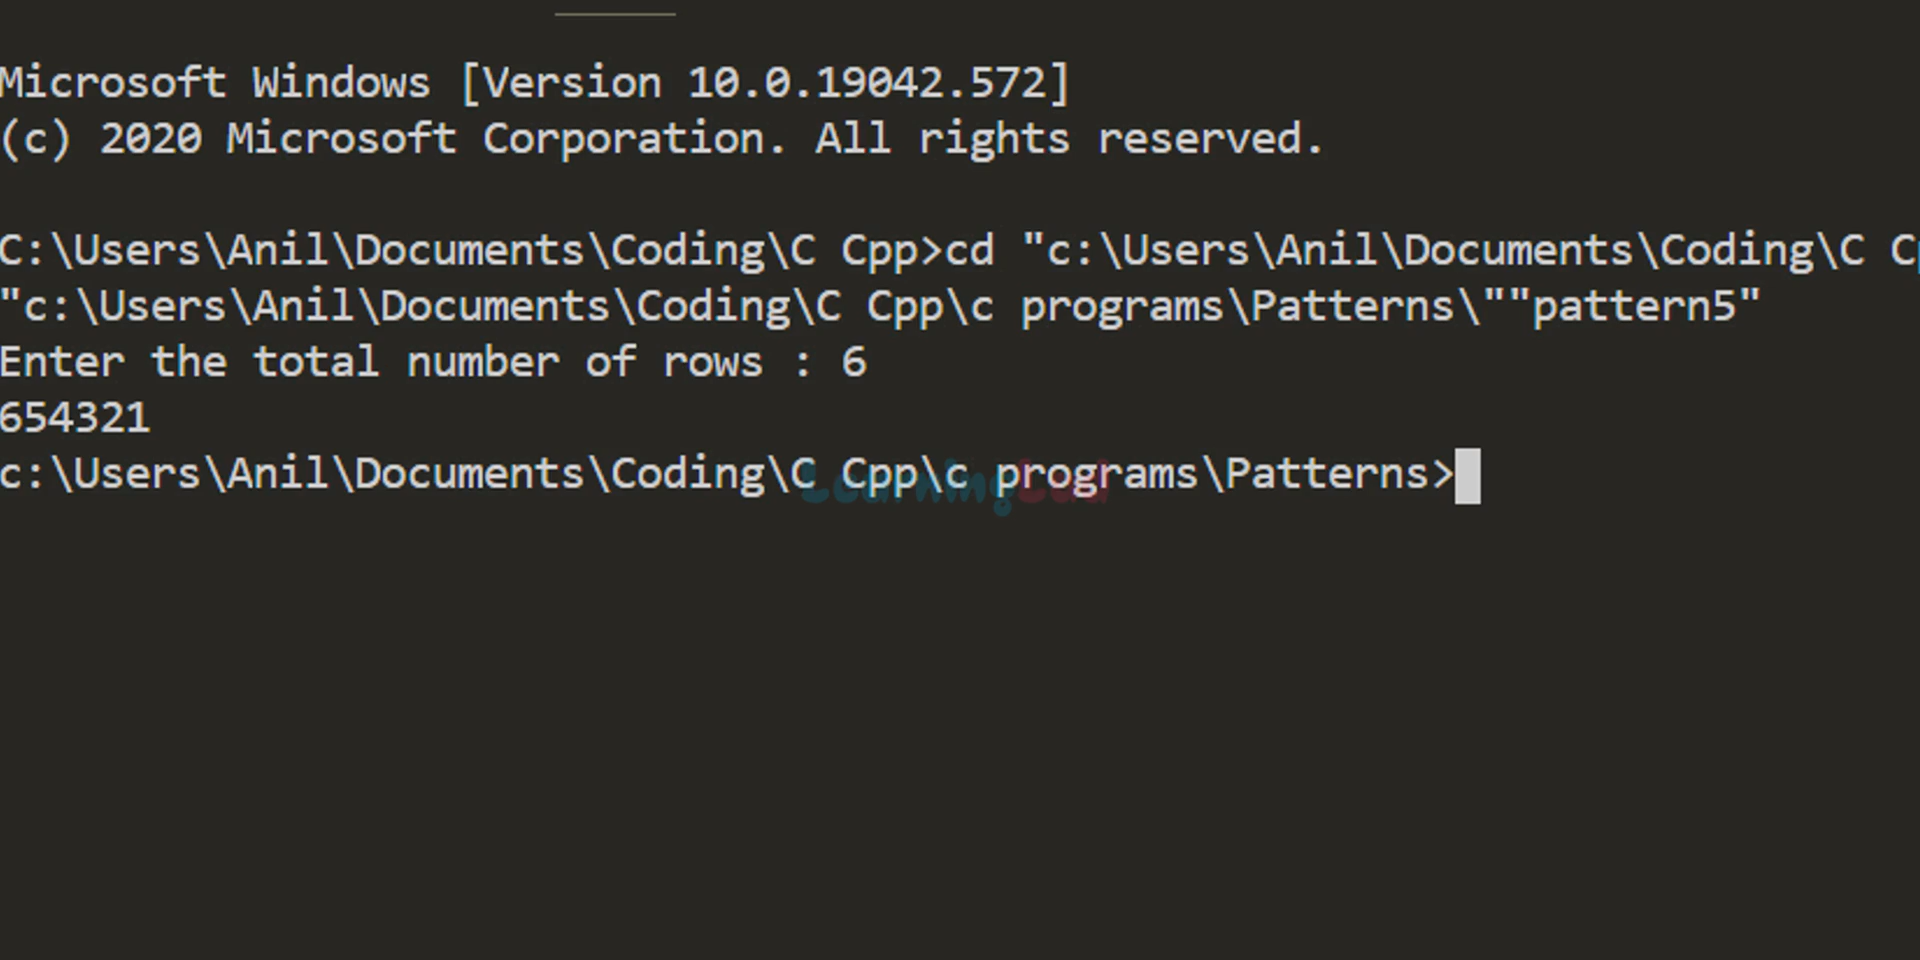 Microsoft Windows [Version 10.0.19042.572]
(c) 2020 Microsoft Corporation. All rights reserved.
C:\Users\Anil\Documents\Coding\C Cpp>cd "c:\Users\Anil\Documents\Coding\C C
"c:\Users\Anil\Documents\Coding\C Cpp\c programs\Patterns\""pattern5"
Enter the total number of rows : 6
654321
c:\Users\Anil\Documents\Coding\C Cpp\c programs\Patterns>
LearningLad